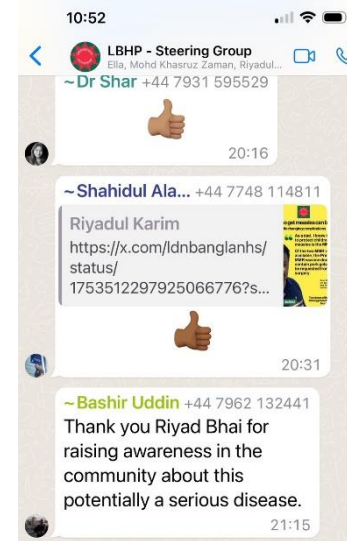 10:52
LBHP - Steering Group
Ella, Mohd Khasruz Zaman, Riyadul...
~Dr Shar +44 7931 595529
20:16
~Shahidul Ala... +44 7748 114811
Riyadul Karim
https://x.com/ldnbanglanhs/
status/
1753512297925066776?s...
20:31
~Bashir Uddin +44 7962 132441
Thank you Riyad Bhai for
raising awareness in the
community about this
potentially a serious disease.
21:15